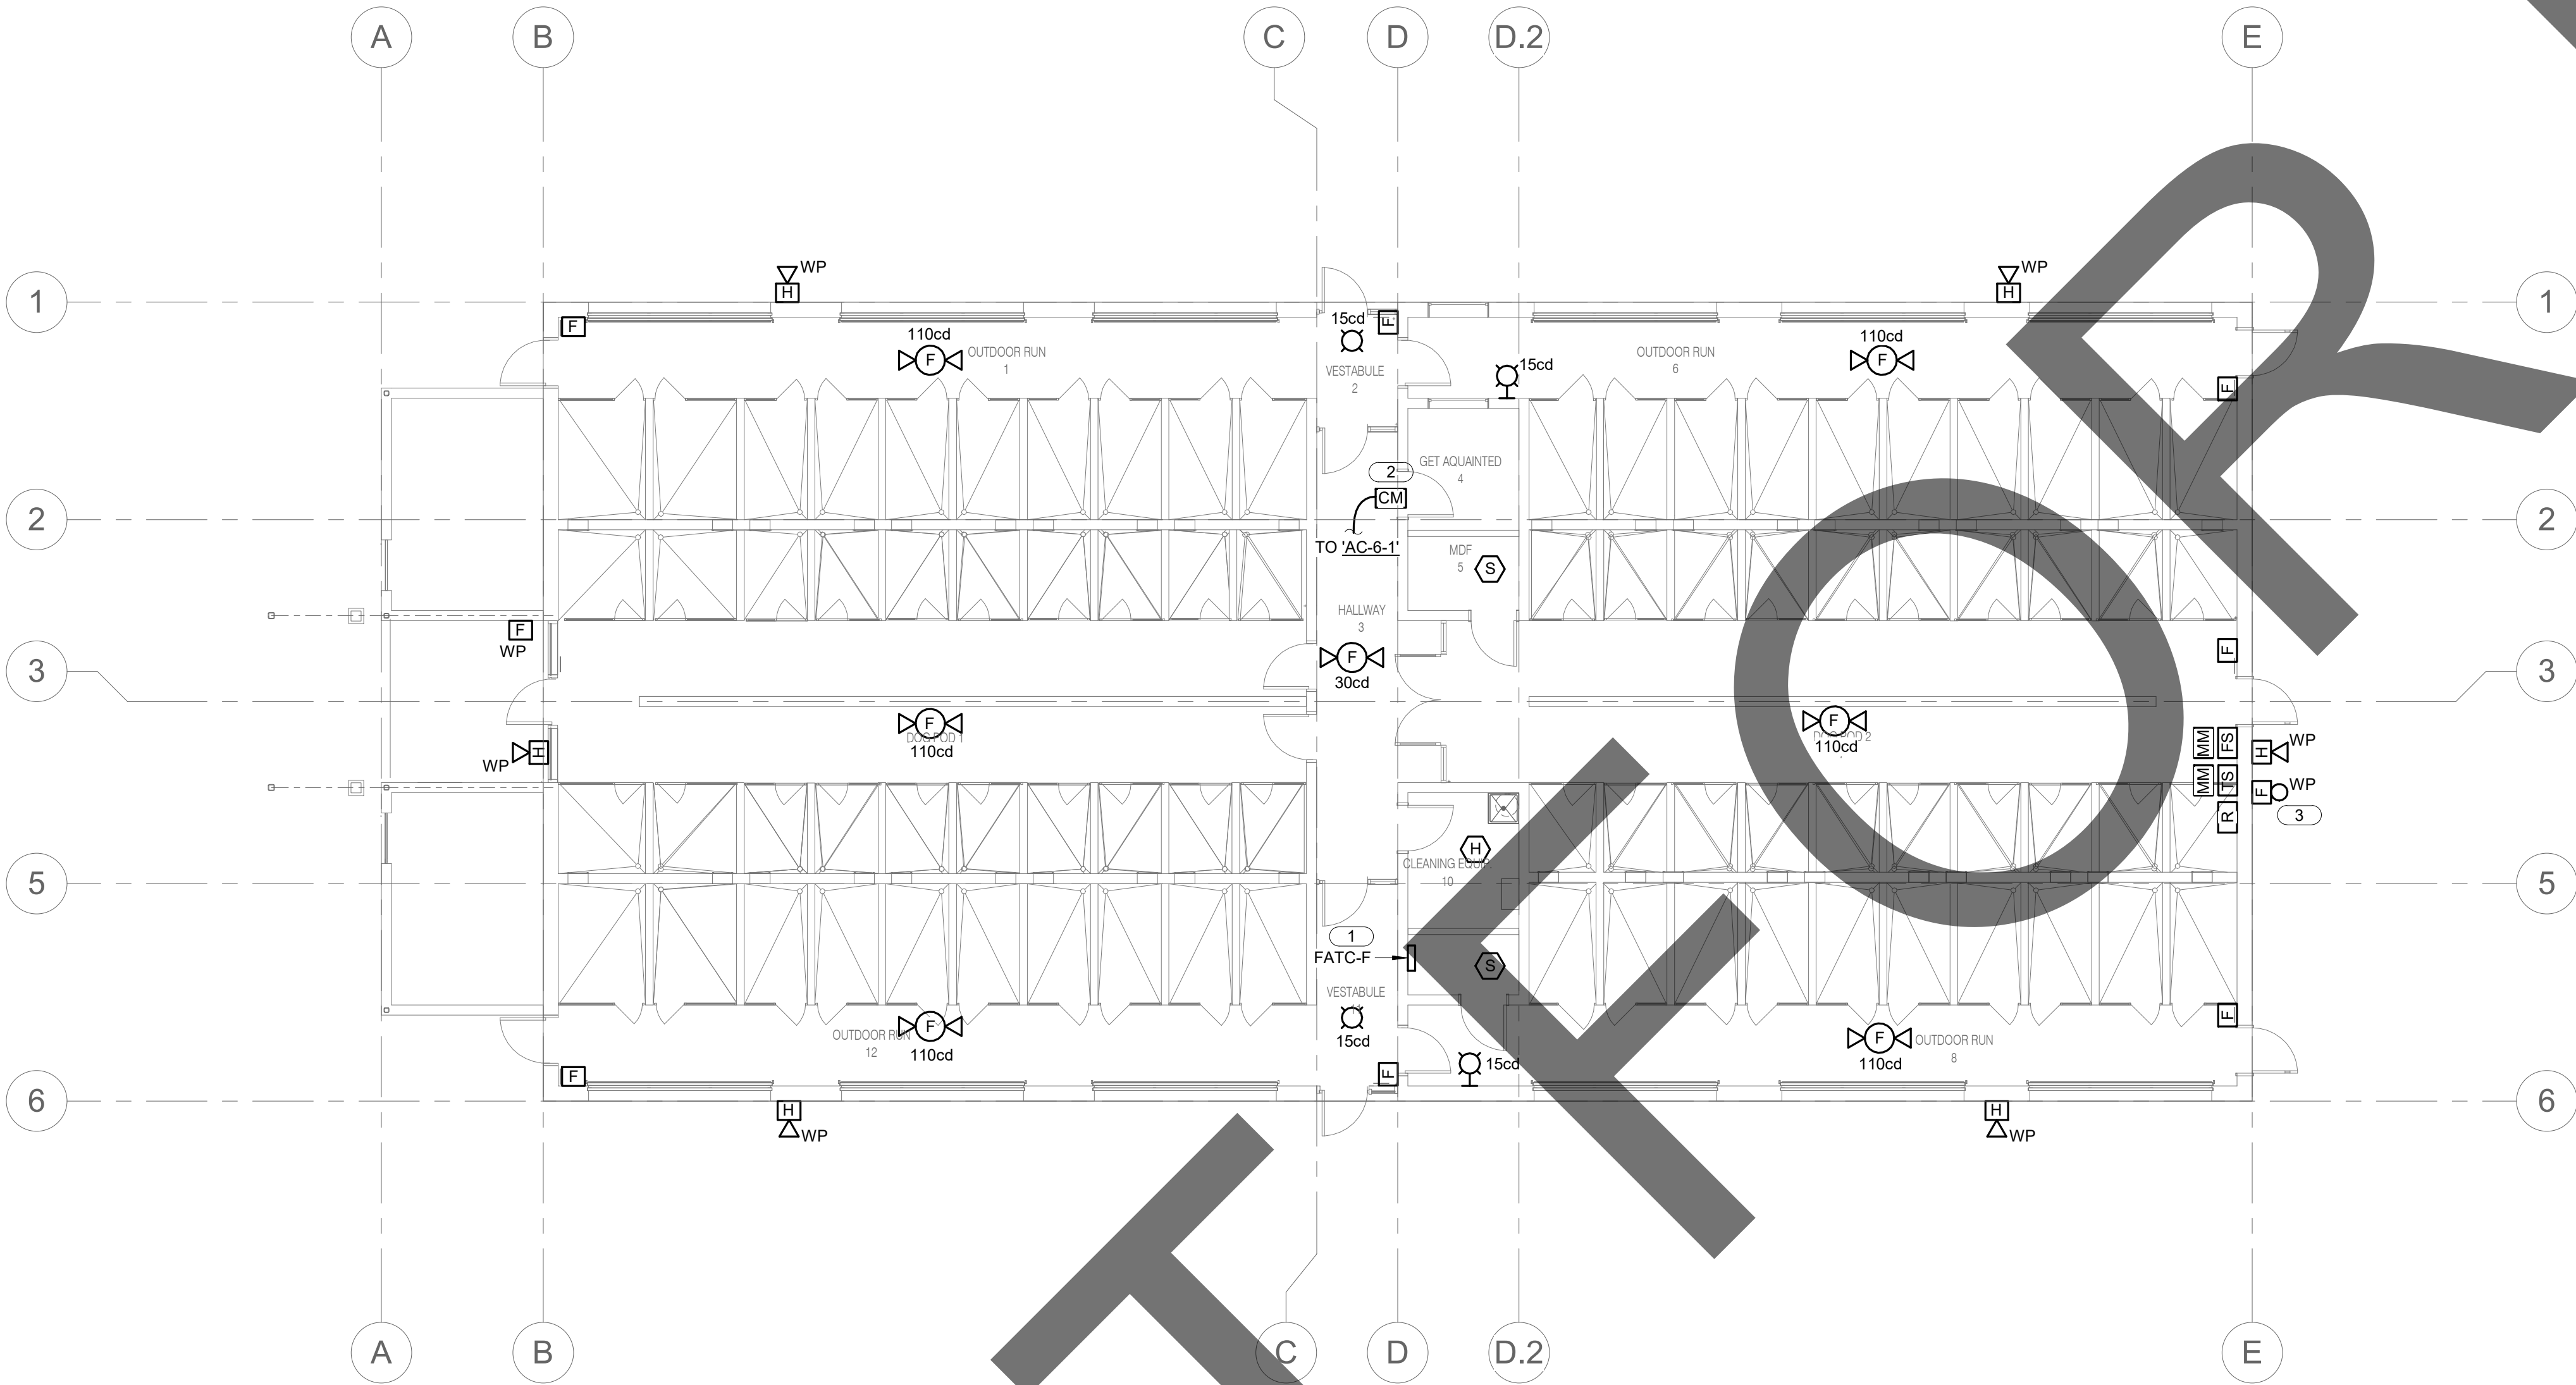 A
B
C
D
D.2
E
WP
H
WP
H
1
1
F
110cd
F
OUTDOOR RUN
1
15cd
F
VESTABULE
2
15cd
OUTDOOR RUN
6
110cd
F
F
GET AQUAINTED
4
2
CM
TO 'AC-6-1'
2
2
MDF
5
S
HALLWAY
3
F
WP
F
30cd
F
3
3
F
110cd
F
110cd
H
WP
MM
FS
H
WP
MM
TS
F
WP
R
3
H
CLEANING EQUIP.
10
5
5
1
FATC-F
S
VESTABULE
11
15cd
F
OUTDOOR RUN
12
F
110cd
F
15cd
F
110cd
OUTDOOR RUN
8
F
6
6
H
WP
H
WP
A
B
C
D
D.2
E